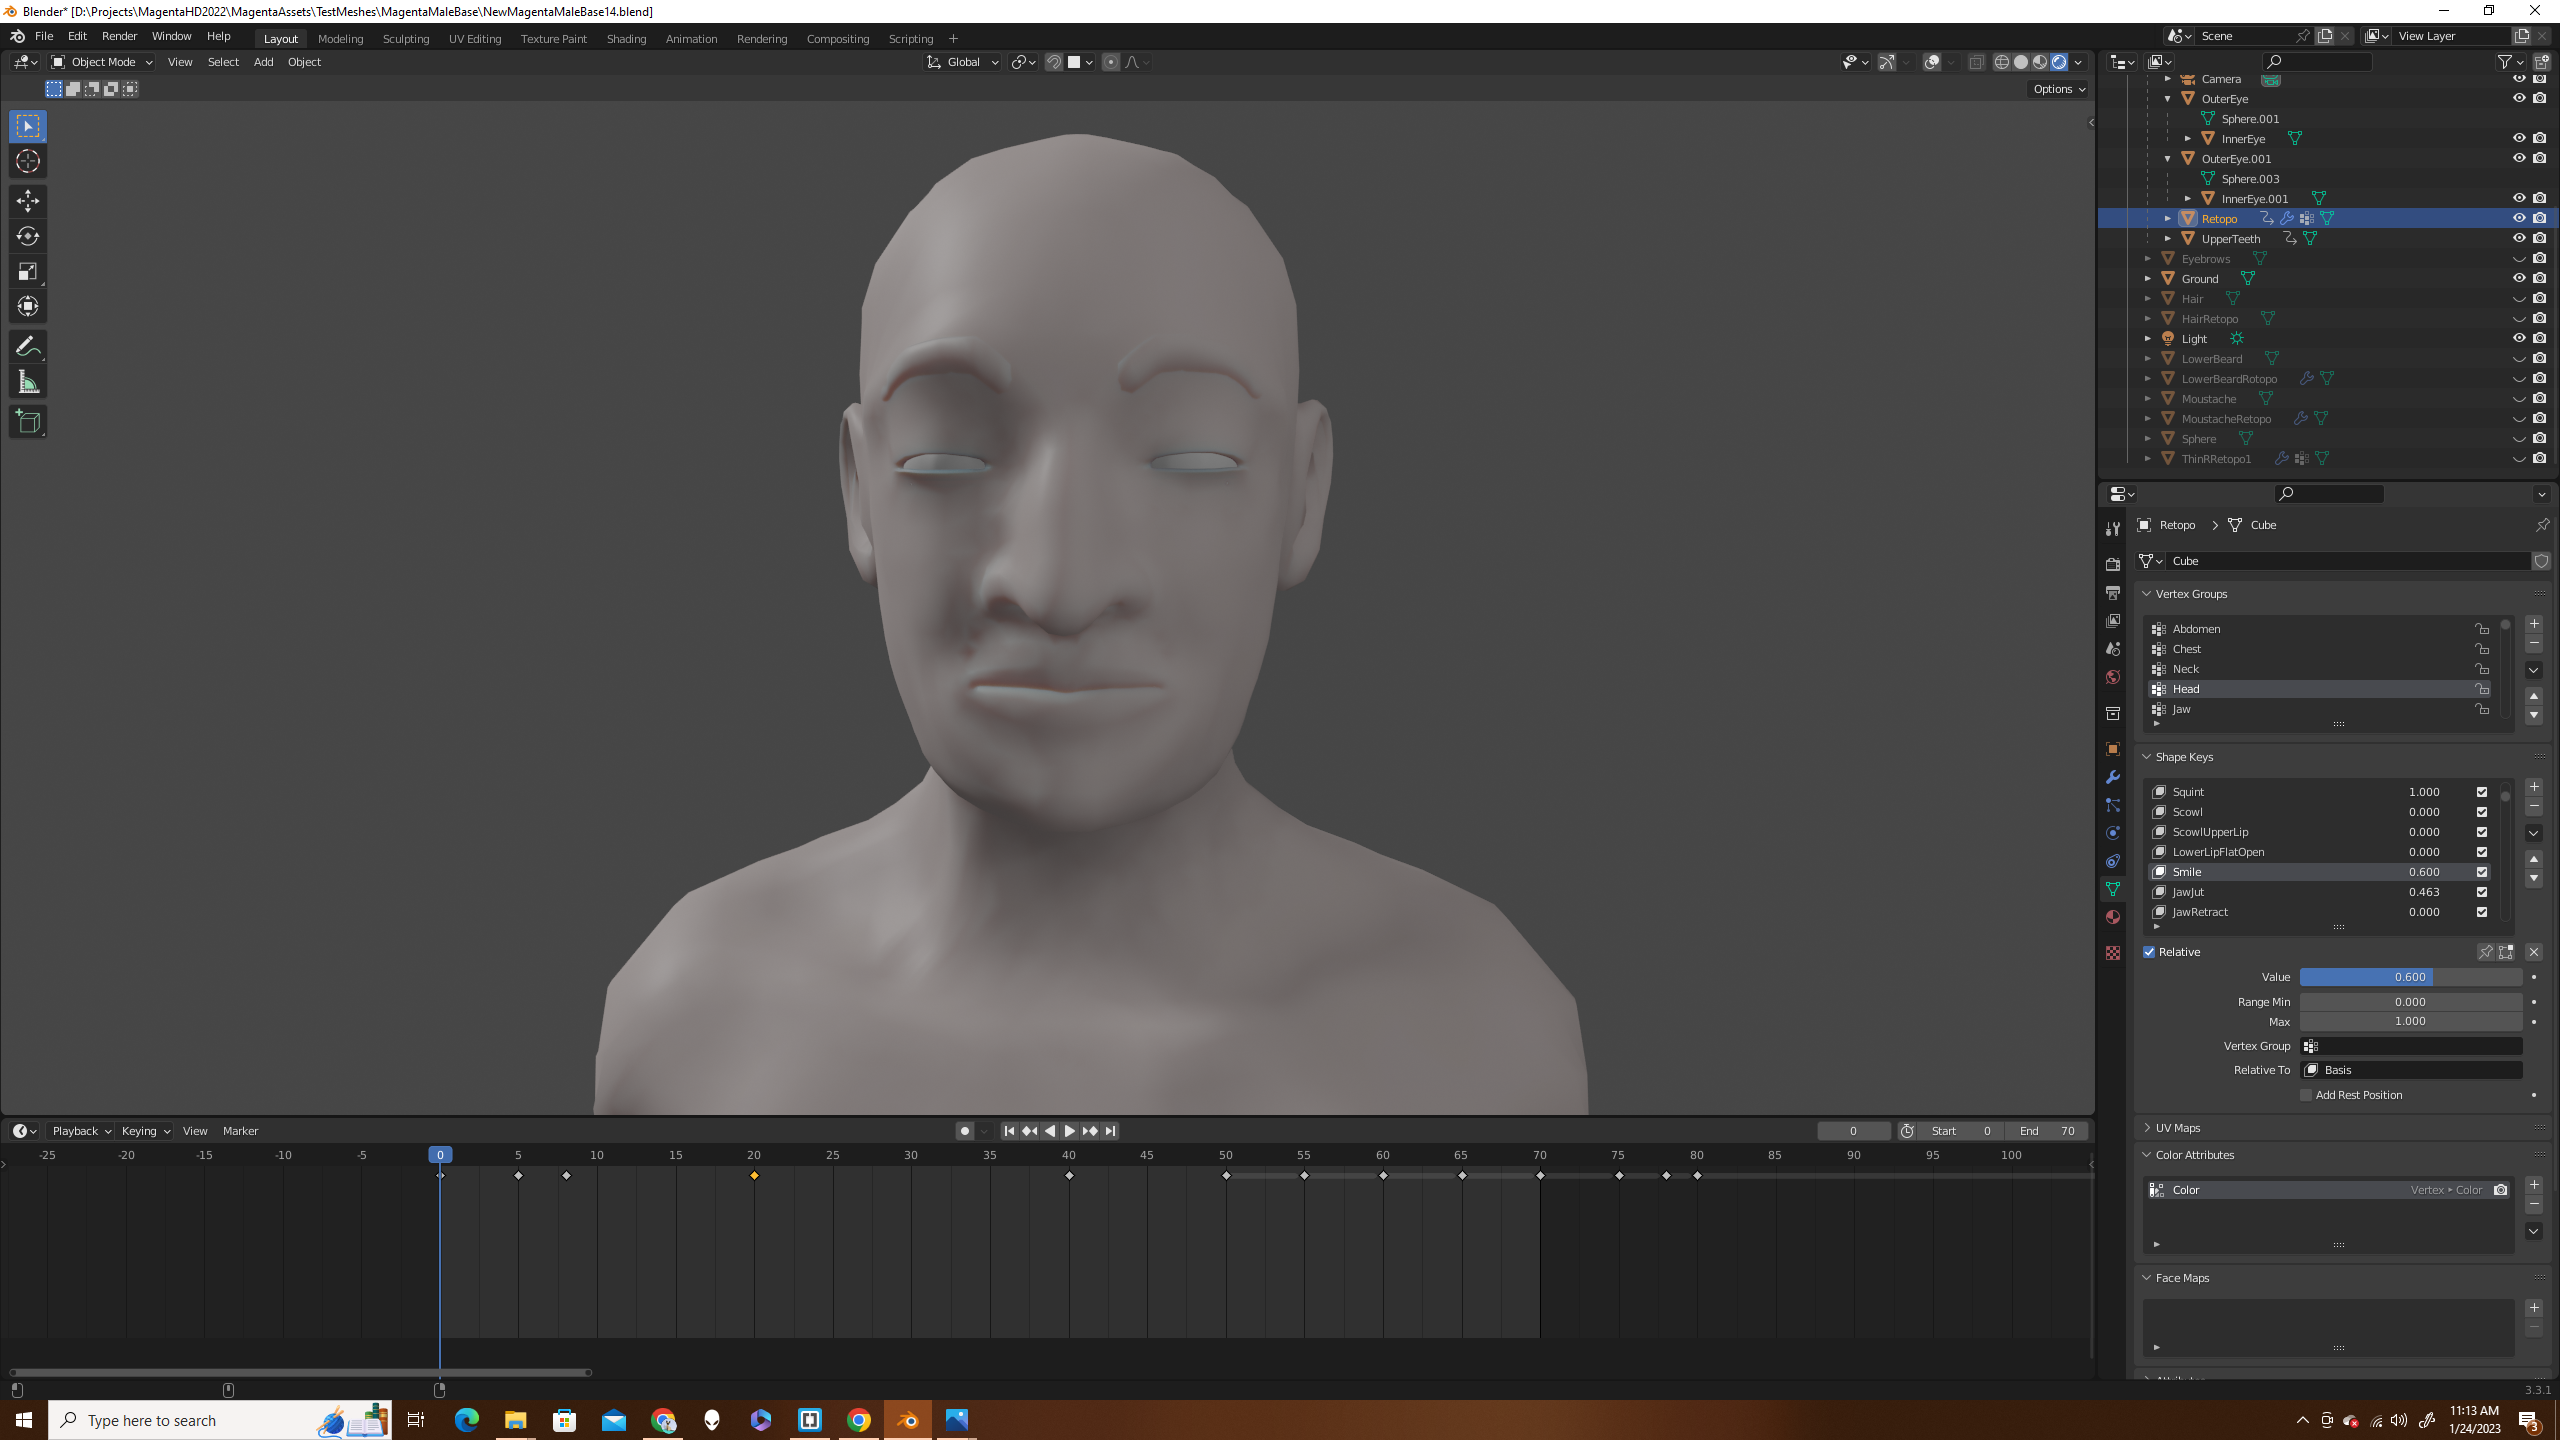 Blender* [D:\Projects\MagentaHD2022\MagentaAssets\TestMeshes\MagentaMaleBase\NewMagentaMaleBase14.blend]
File Edit Render Window Help Layout Modeling Sculpting UV Editing Texture Paint Shading Animation Rendering Compositing Scripting + Scene View Layer
Object Mode View Select Add Object Global
Options
Camera
OuterEye
Sphere.001
InnerEye
OuterEye.001
Sphere.003
InnerEye.001
Retopo
UpperTeeth
Eyebrows
Ground
Hair
HairRetopo
Light
LowerBeard
LowerBeardRotopo
Moustache
MoustacheRetopo
Sphere
ThinRRetopo1
Retopo > Cube
Cube
Vertex Groups
Abdomen
Chest
Neck
Head
Jaw
Shape Keys
Squint 1.000
Scowl 0.000
ScowlUpperLip 0.000
LowerLipFlatOpen 0.000
Smile 0.600
JawJut 0.463
JawRetract 0.000
Relative
Value 0.600
Range Min 0.000
Max 1.000
Vertex Group
Relative To Basis
Add Rest Position
UV Maps
Color Attributes
Color Vertex ▸ Color
Face Maps
Playback Keying View Marker 0 Start 0 End 70
-25 -20 -15 -10 -5 0 5 10 15 20 25 30 35 40 45 50 55 60 65 70 75 80 85 90 95 100
3.3.1
Type here to search
11:13 AM
1/24/2023
3